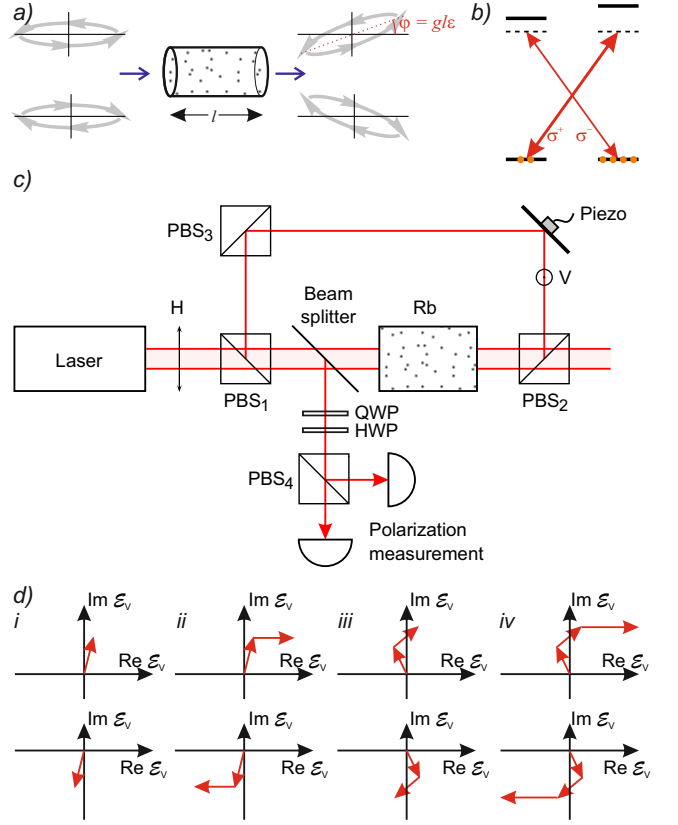 a)
φ = glε
l
b)
σ⁺ σ⁻
c)
PBS₃
Piezo
V
H
Beam
splitter
Rb
Laser
PBS₁
PBS₂
QWP
HWP
PBS₄
Polarization
measurement
d)
i Im ℰᵥ ii Im ℰᵥ iii Im ℰᵥ iv Im ℰᵥ
Re ℰᵥ Re ℰᵥ Re ℰᵥ Re ℰᵥ
Im ℰᵥ Im ℰᵥ Im ℰᵥ Im ℰᵥ
Re ℰᵥ Re ℰᵥ Re ℰᵥ Re ℰᵥ